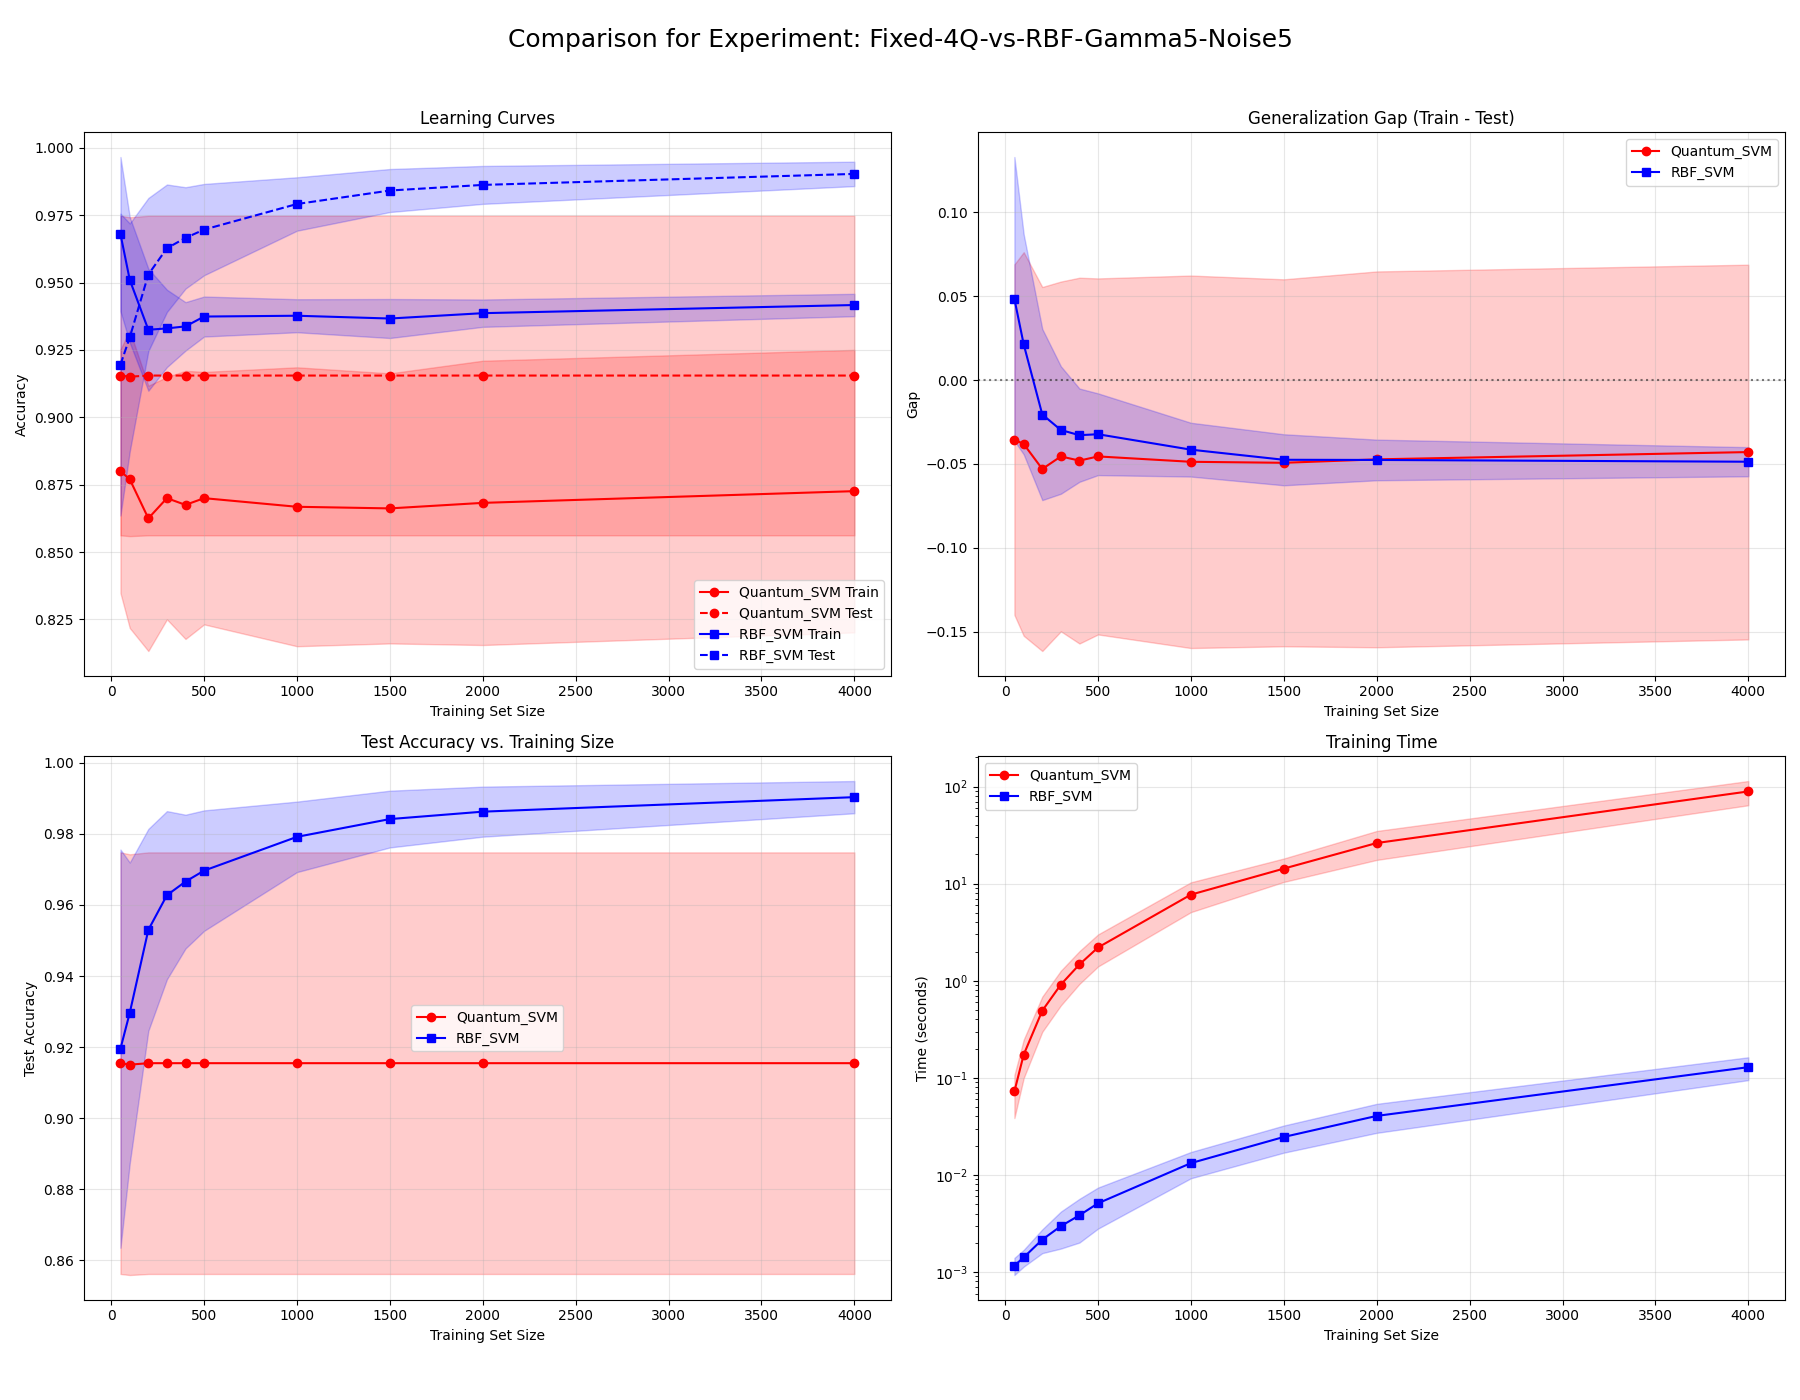 Comparison for Experiment: Fixed-4Q-vs-RBF-Gamma5-Noise5
Learning Curves
Accuracy
1.000
0.975
0.950
0.925
0.900
0.875
0.850
0.825
Quantum_SVM Train
Quantum_SVM Test
RBF_SVM Train
RBF_SVM Test
0 500 1000 1500 2000 2500 3000 3500 4000
Training Set Size
Generalization Gap (Train - Test)
Gap
0.10
0.05
0.00
−0.05
−0.10
−0.15
Quantum_SVM
RBF_SVM
0 500 1000 1500 2000 2500 3000 3500 4000
Training Set Size
Test Accuracy vs. Training Size
Test Accuracy
1.00
0.98
0.96
0.94
0.92
0.90
0.88
0.86
Quantum_SVM
RBF_SVM
0 500 1000 1500 2000 2500 3000 3500 4000
Training Set Size
Training Time
Time (seconds)
10²
10¹
10⁰
10⁻¹
10⁻²
10⁻³
Quantum_SVM
RBF_SVM
0 500 1000 1500 2000 2500 3000 3500 4000
Training Set Size